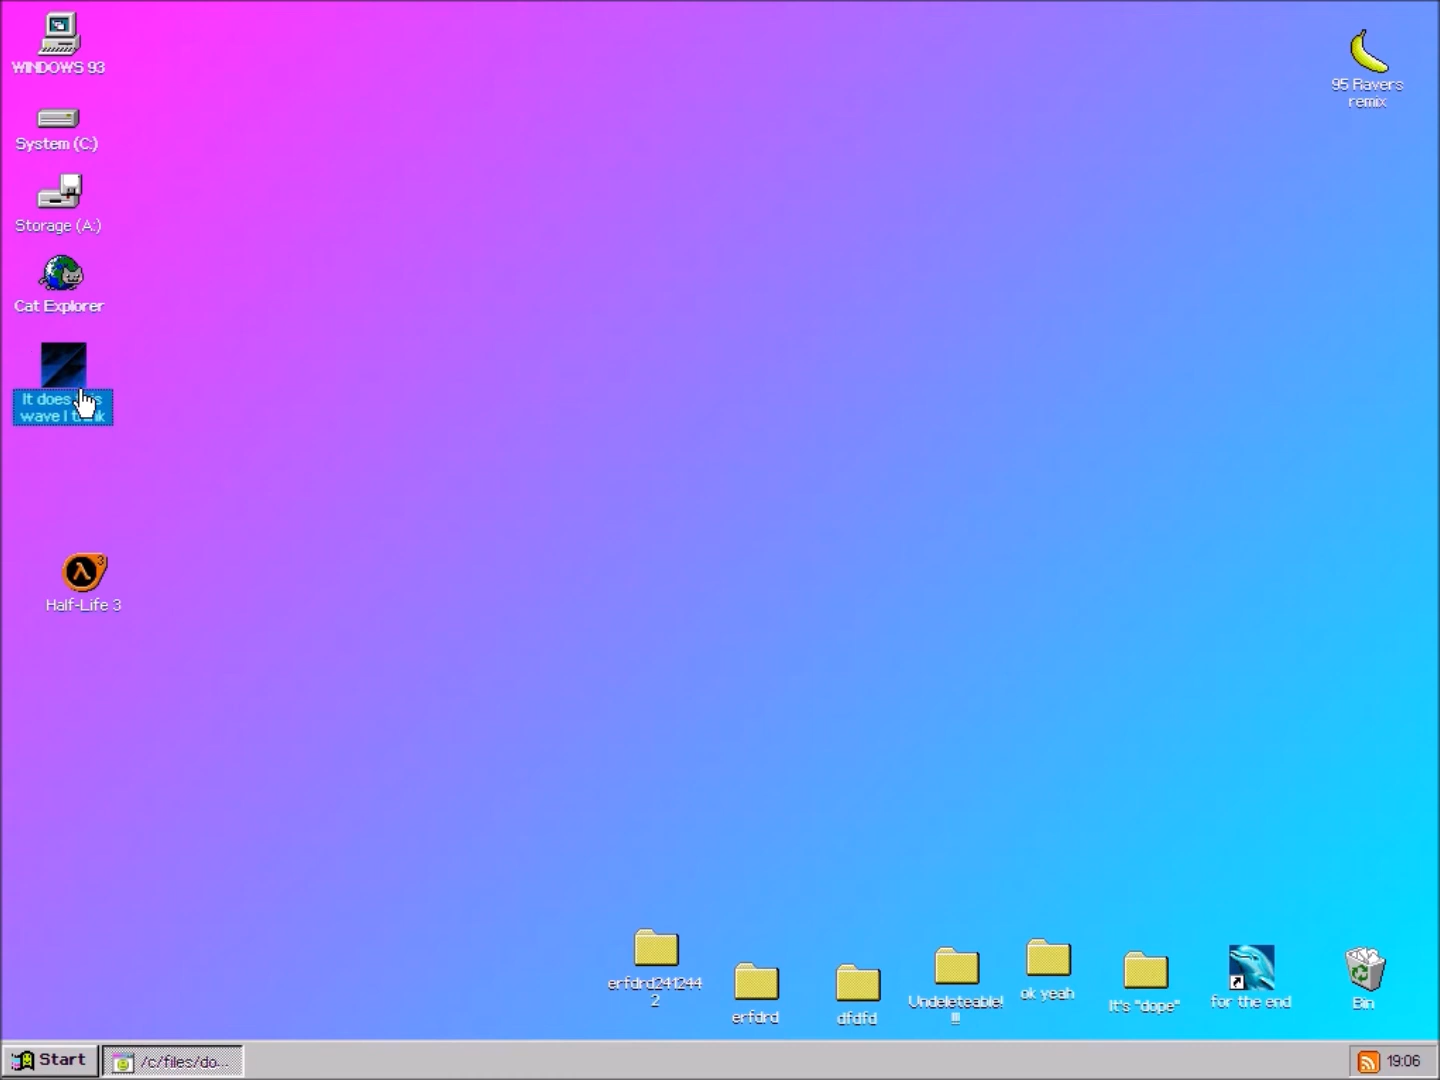 WINDOWS 93
95 Ravers
remix
System (C:)
Storage (A:)
Cat Explorer
It does
wave I
3
Half-Life 3
erfdrd241244
2
erfdrd
dfdfd
Undeleteable!
!!!
ok yeah
It's "dope"
for the end
Bin
Start
/c/files/do...
19:06